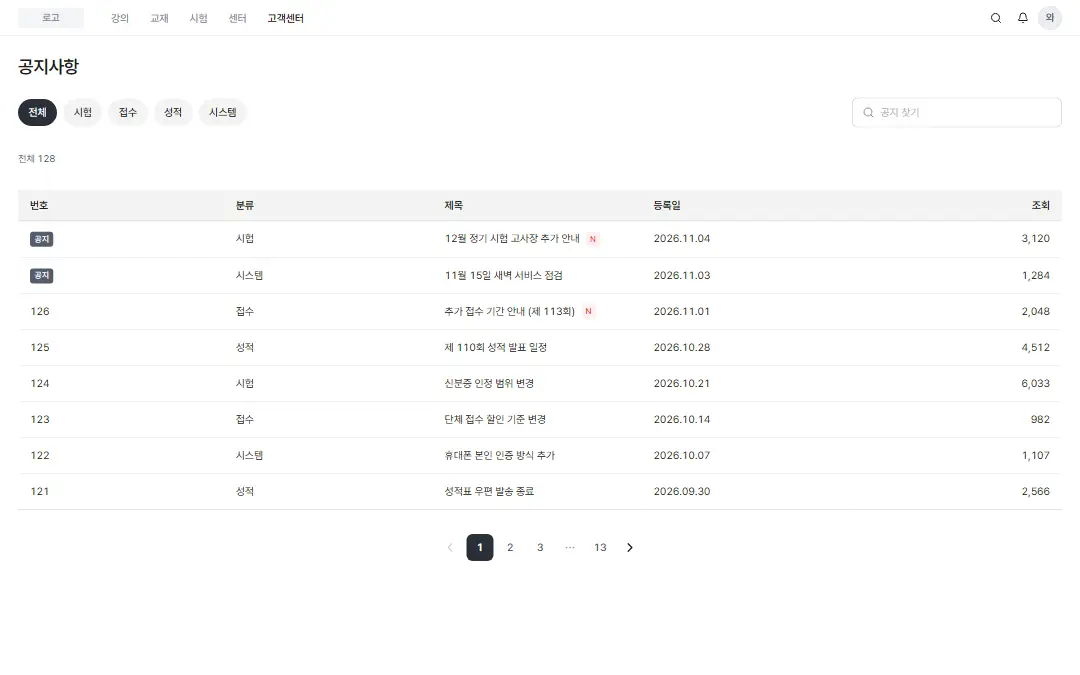 로고 강의 교재 시험 센터 고객센터 와
공지사항
전체 시험 접수 성적 시스템 공지 찾기
전체 128
번호 분류 제목 등록일 조회
공지 시험 12월 정기 시험 고사장 추가 안내 N 2026.11.04 3,120
공지 시스템 11월 15일 새벽 서비스 점검 2026.11.03 1,284
126 접수 추가 접수 기간 안내 (제 113회) N 2026.11.01 2,048
125 성적 제 110회 성적 발표 일정 2026.10.28 4,512
124 시험 신분증 인정 범위 변경 2026.10.21 6,033
123 접수 단체 접수 할인 기준 변경 2026.10.14 982
122 시스템 휴대폰 본인 인증 방식 추가 2026.10.07 1,107
121 성적 성적표 우편 발송 종료 2026.09.30 2,566
1 2 3 ··· 13